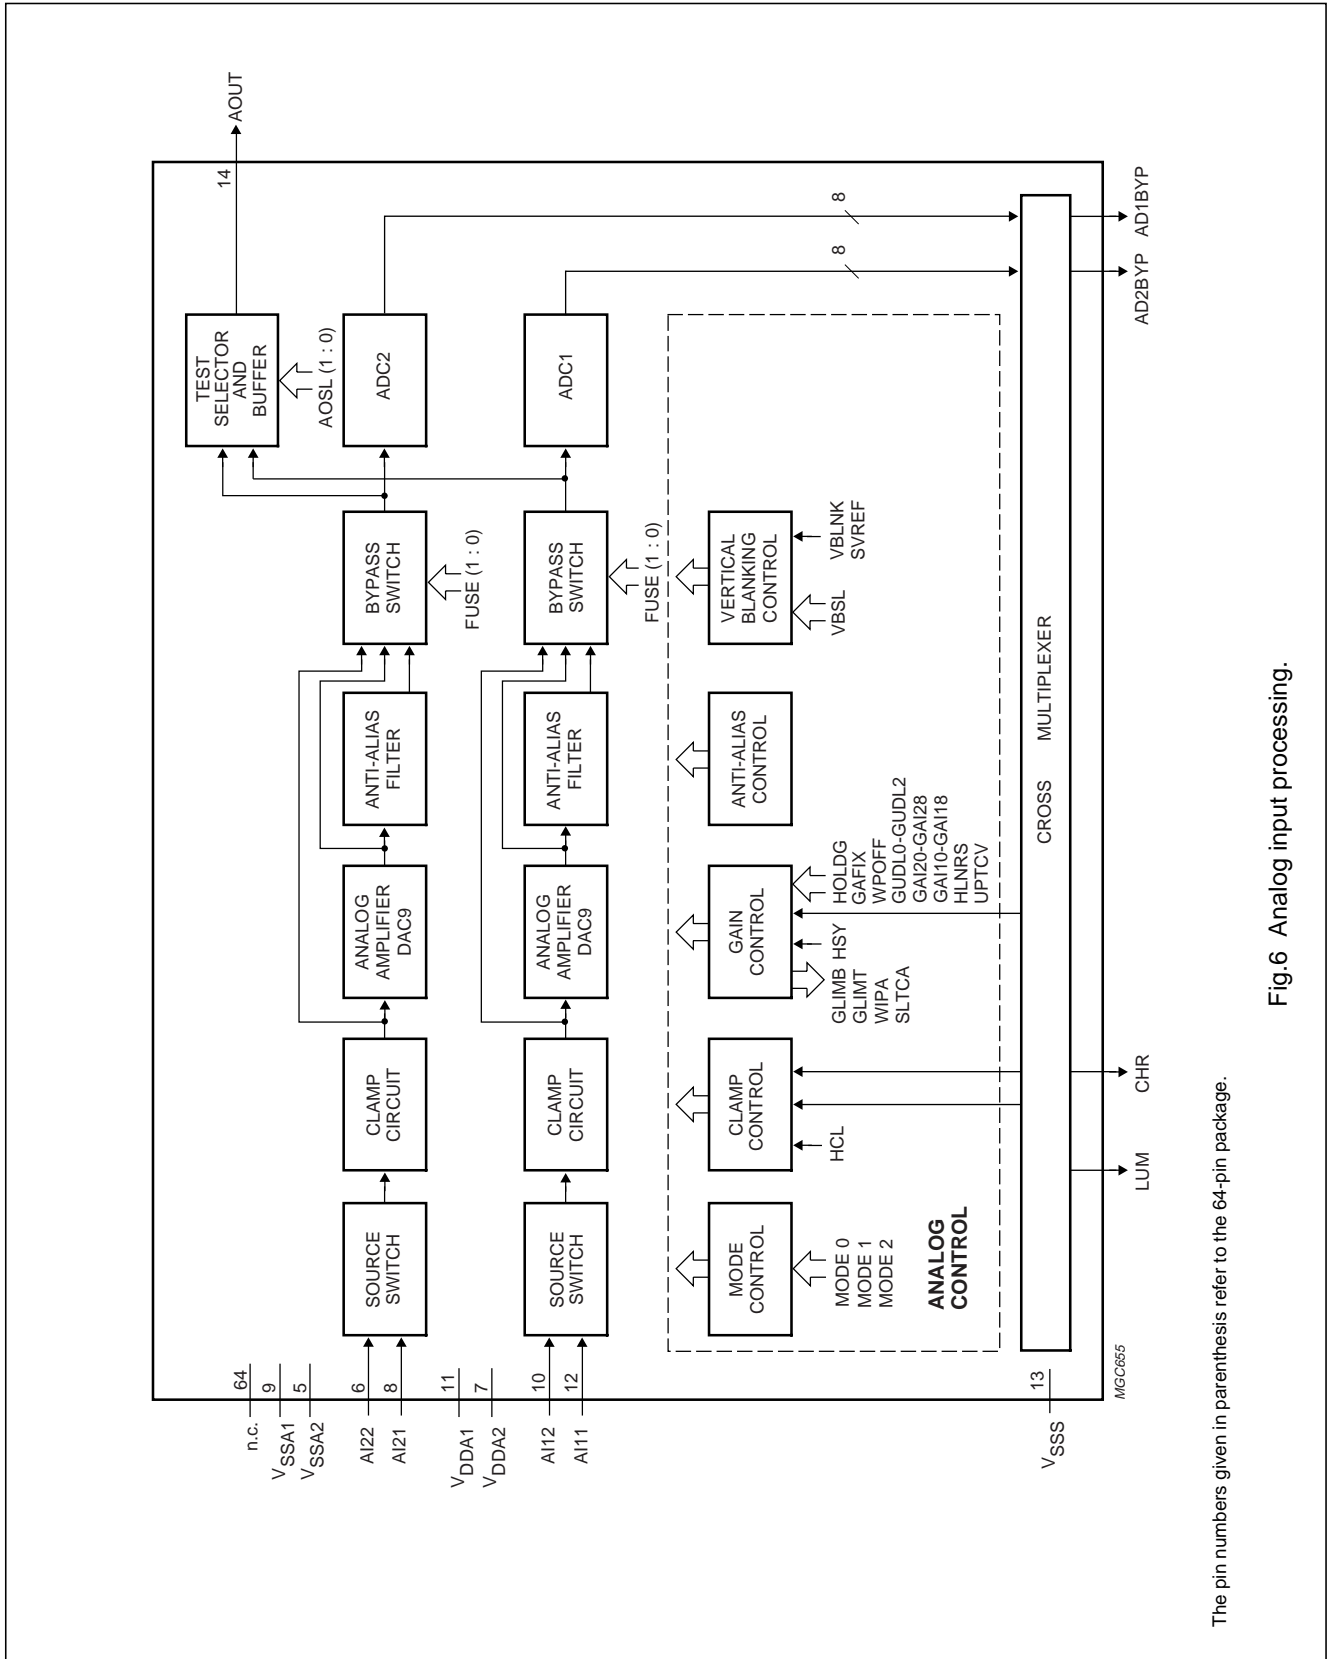 AOUT
14
TEST
SELECTOR
AND
BUFFER
AOSL (1 : 0)
n.c.
64
VSSA1
9
VSSA2
5
AI22
6
AI21
8
SOURCE
SWITCH
CLAMP
CIRCUIT
ANALOG
AMPLIFIER
DAC9
ANTI-ALIAS
FILTER
BYPASS
SWITCH
FUSE (1 : 0)
ADC2
8
VDDA1
11
VDDA2
7
AI12
10
AI11
12
SOURCE
SWITCH
CLAMP
CIRCUIT
ANALOG
AMPLIFIER
DAC9
ANTI-ALIAS
FILTER
BYPASS
SWITCH
FUSE (1 : 0)
ADC1
8
MODE
CONTROL
MODE 0
MODE 1
MODE 2
CLAMP
CONTROL
HCL
GAIN
CONTROL
GLIMB
GLIMT
WIPA
SLTCA
HSY
HOLDG
GAFIX
WPOFF
GUDL0-GUDL2
GAI20-GAI28
GAI10-GAI18
HLNRS
UPTCV
ANTI-ALIAS
CONTROL
VERTICAL
BLANKING
CONTROL
VBSL
VBLNK
SVREF
ANALOG
CONTROL
CROSS MULTIPLEXER
VSSS
13
LUM
CHR
AD2BYP
AD1BYP
MGC655
The pin numbers given in parenthesis refer to the 64-pin package.
Fig.6 Analog input processing.